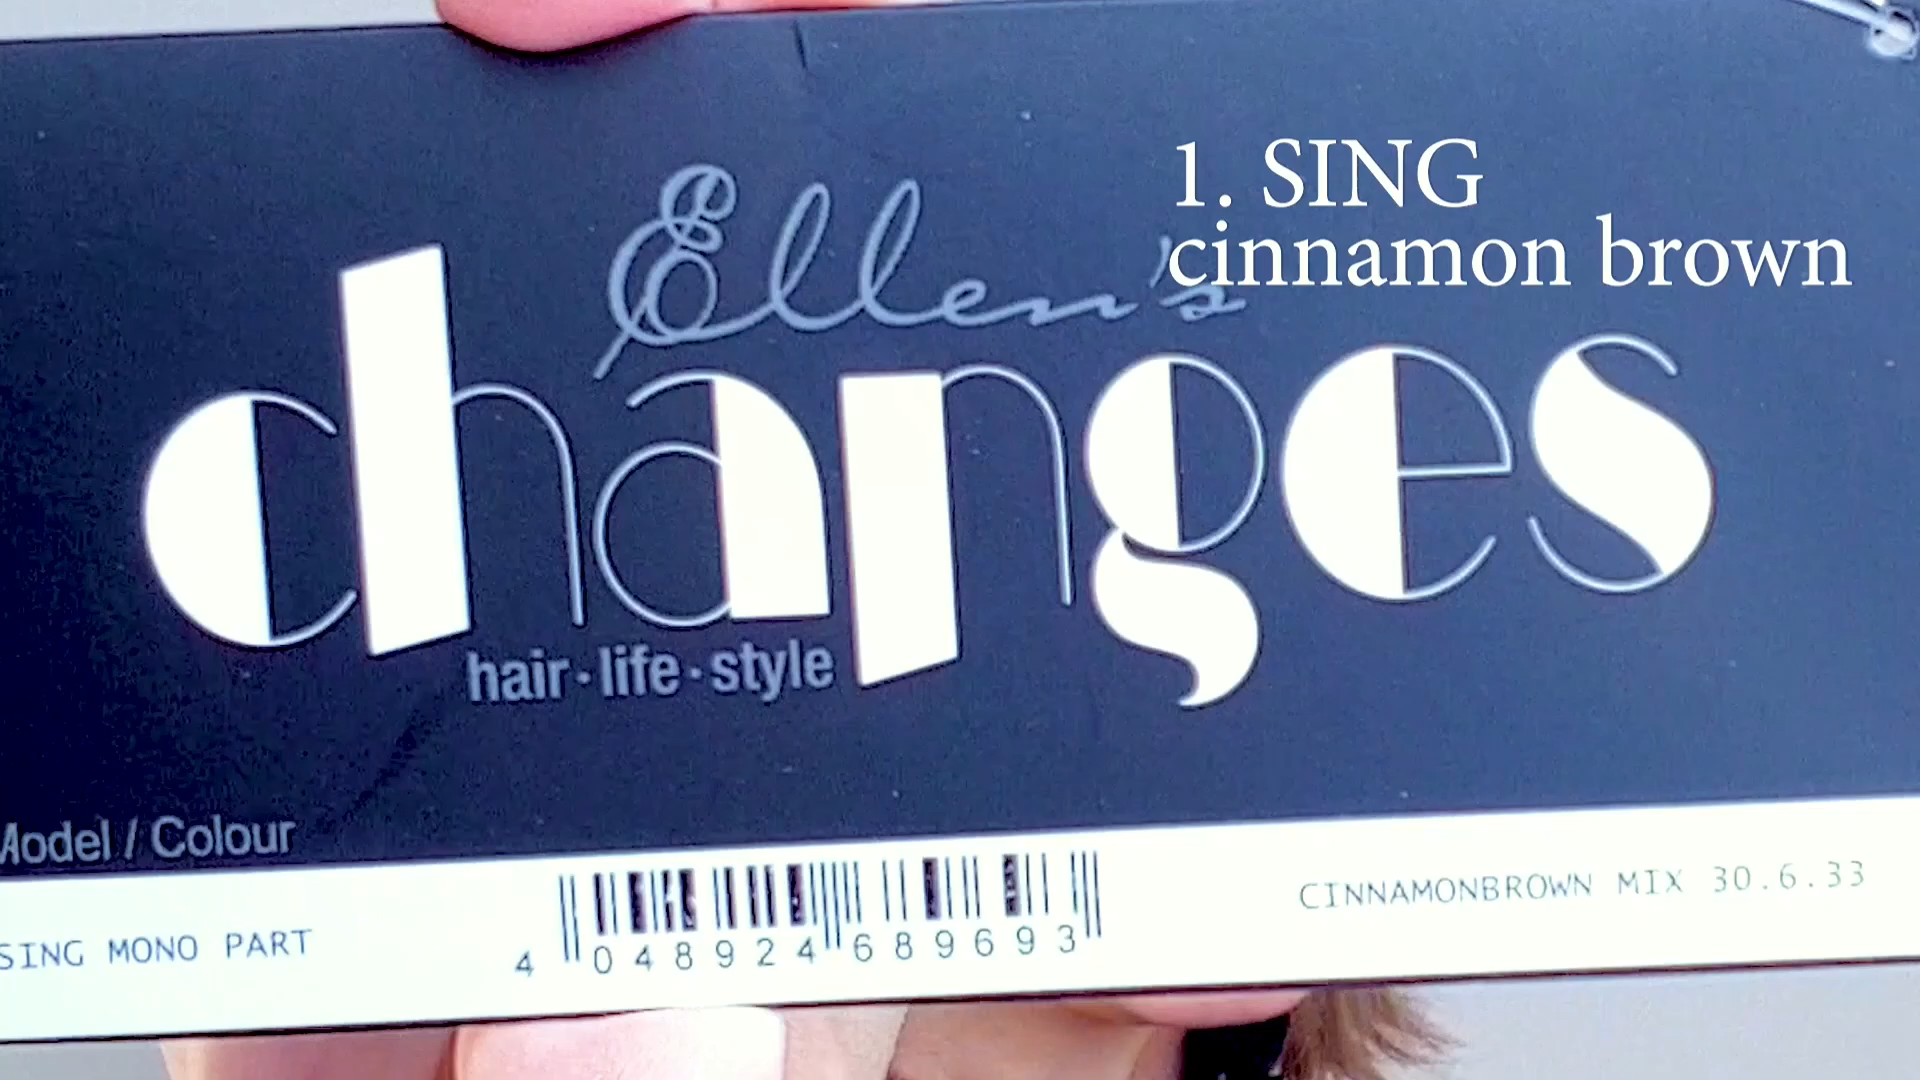 1. SING
cinnamon brown
Ellen's
changes
hair·life·style
Model / Colour
SING MONO PART
4 048924 689693
CINNAMONBROWN MIX 30.6.33